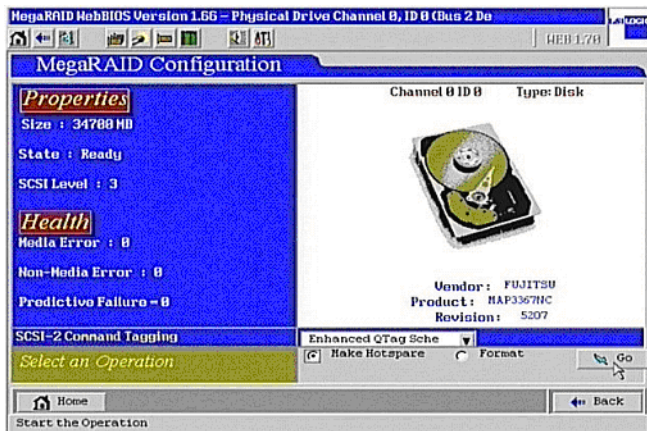 MegaRAID WebBIOS Version 1.66 - Physical Drive Channel 0, ID 0 (Bus 2 De
LSI LOGIC
WEB 1.70
MegaRAID Configuration
Properties
Size : 34700 MB
State : Ready
SCSI Level : 3
Health
Media Error : 0
Non-Media Error : 0
Predictive Failure = 0
Channel 0 ID 0 Type: Disk
Vendor: FUJITSU
Product: MAP3367NC
Revision: 5207
SCSI-2 Command Tagging
Enhanced QTag Sche
Select an Operation
Make Hotspare
Format
Go
Home
Back
Start the Operation